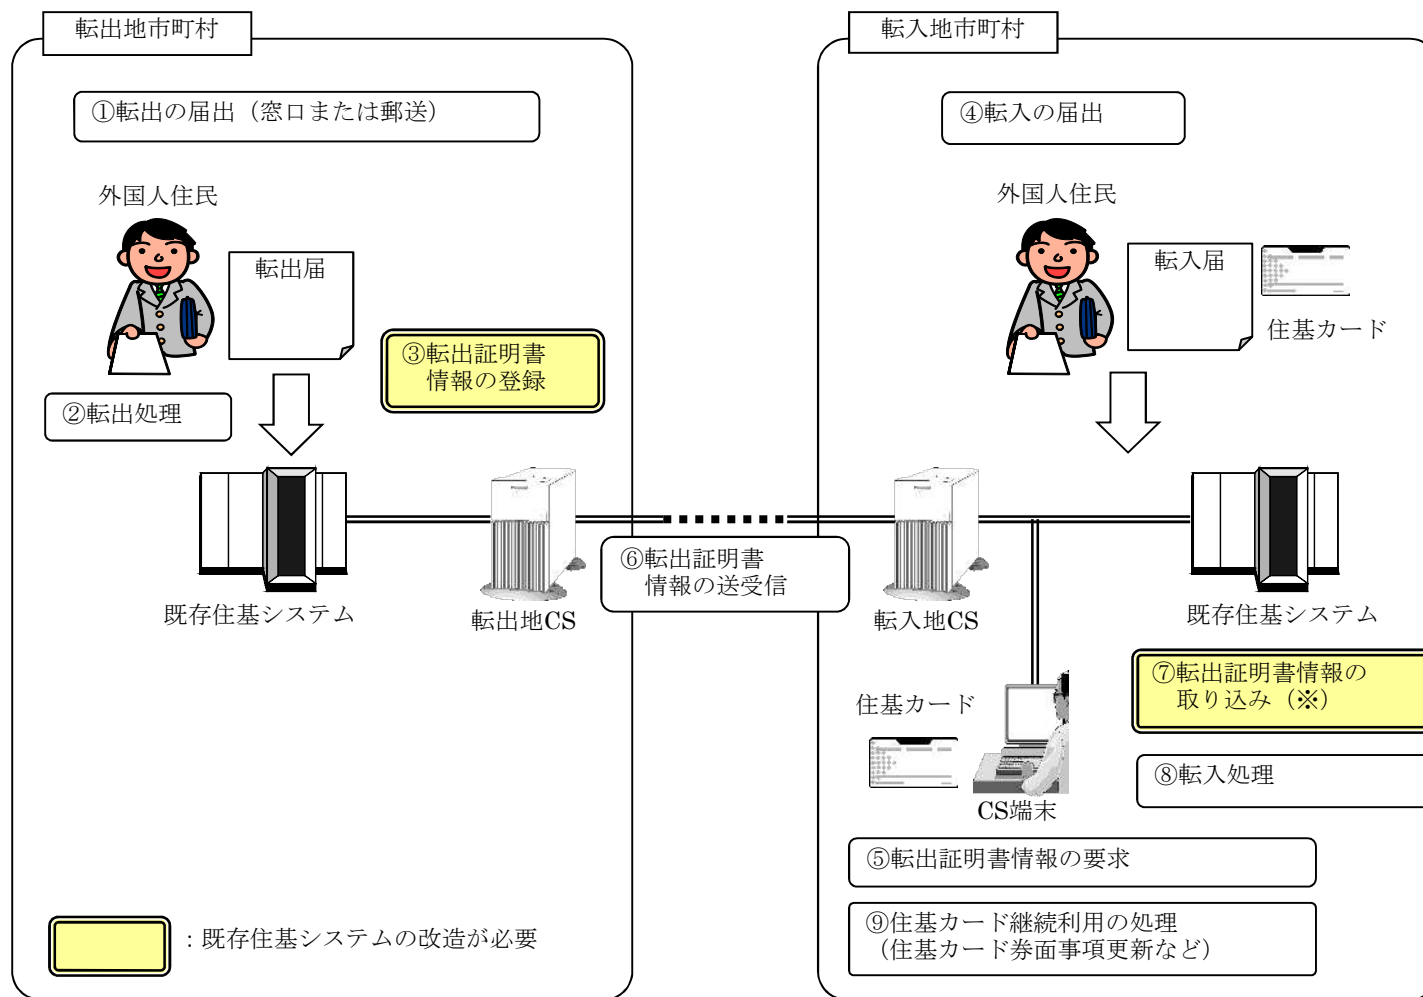 転出地市町村
①転出の届出（窓口または郵送）
外国人住民
転出届
③転出証明書
情報の登録
②転出処理
既存住基システム
転出地CS
⑥転出証明書
情報の送受信
：既存住基システムの改造が必要
転入地市町村
④転入の届出
外国人住民
転入届
住基カード
転入地CS
既存住基システム
⑦転出証明書情報の
取り込み（※）
住基カード
CS端末
⑧転入処理
⑤転出証明書情報の要求
⑨住基カード継続利用の処理
（住基カード券面事項更新など）